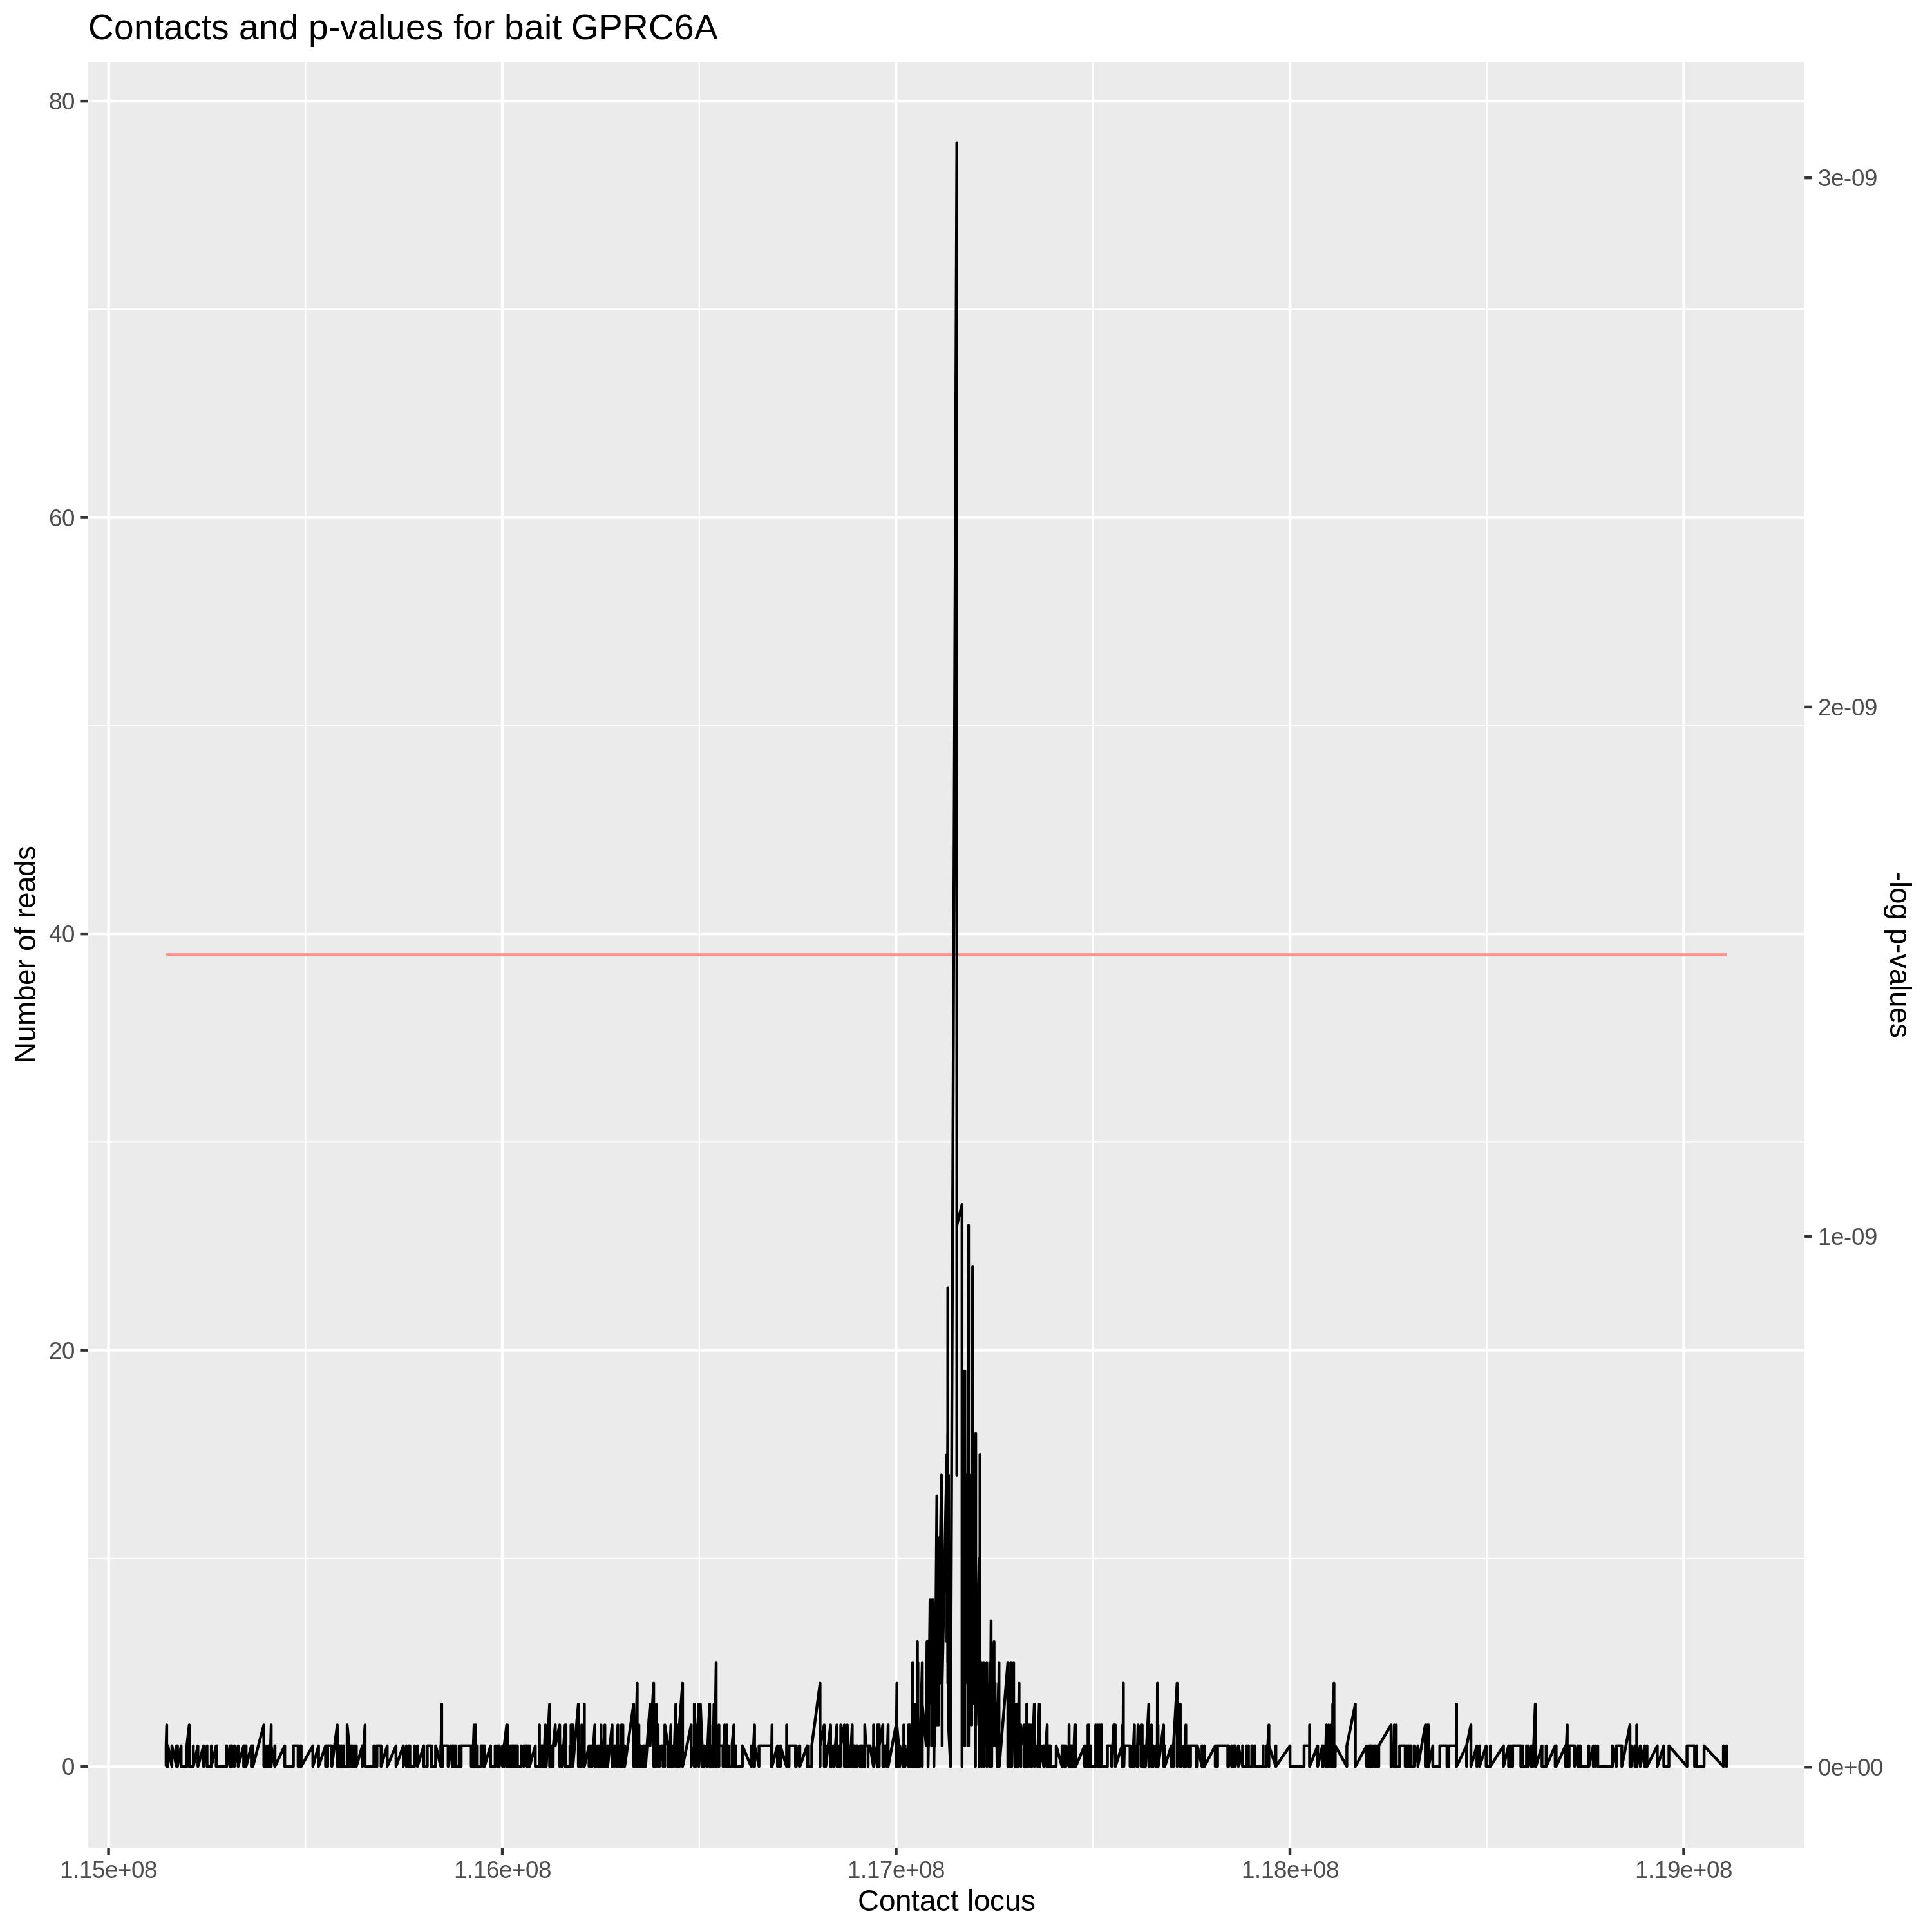 Contacts and p-values for bait GPRC6A
80
60
40
20
0
Number of reads
3e-09
2e-09
1e-09
0e+00
-log p-values
1.15e+08
1.16e+08
1.17e+08
1.18e+08
1.19e+08
Contact locus